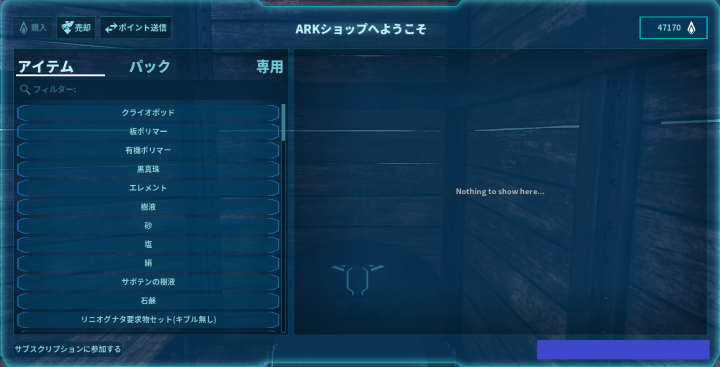 購入
売却
ポイント送信
ARKショップへようこそ
47170
アイテム
パック
専用
フィルター:
クライオポッド
板ポリマー
有機ポリマー
黒真珠
エレメント
樹液
砂
塩
絹
サボテンの樹液
石鹸
リニオグナタ要求物セット(キブル無し)
Nothing to show here...
サブスクリプションに参加する